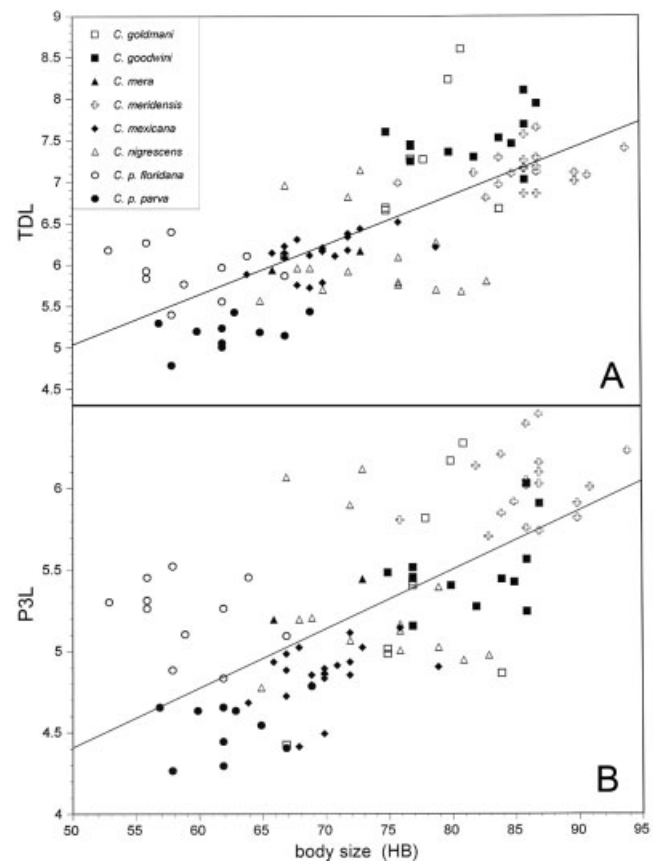 A
TDL
9
8.5
8
7.5
7
6.5
6
5.5
5
4.5
C. goldmani
C. goodwini
C. mera
C. meridensis
C. mexicana
C. nigrescens
C. p. floridana
C. p. parva
A
B
P3L
6
5.5
5
4.5
4
B
50 55 60 65 70 75 80 85 90 95
body size (HB)